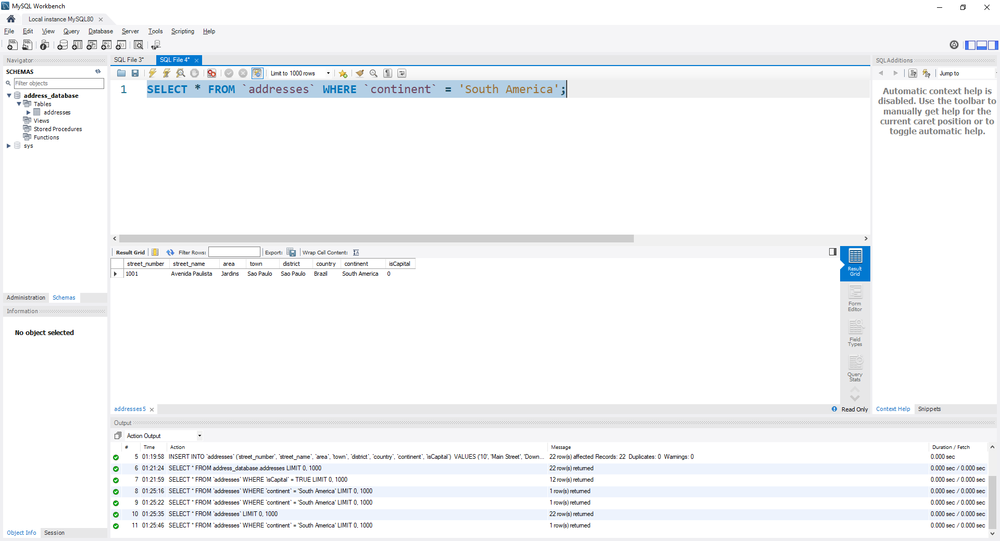 MySQL Workbench
Local instance MySQL80
File Edit View Query Database Server Tools Scripting Help
Navigator
SCHEMAS
Filter objects
address_database
Tables
addresses
Views
Stored Procedures
Functions
sys
Administration Schemas
Information
No object selected
Object Info Session
SQL File 3* SQL File 4*
Limit to 1000 rows
1 SELECT * FROM `addresses` WHERE `continent` = 'South America';
Result Grid Filter Rows: Export: Wrap Cell Content:
street_number street_name area town district country continent isCapital
1001 Avenida Paulista Jardins Sao Paulo Sao Paulo Brazil South America 0
Result
Grid
Form
Editor
Field
Types
Query
Stats
addresses 5
Read Only
SQLAdditions
Jump to
Automatic context help is
disabled. Use the toolbar to
manually get help for the
current caret position or to
toggle automatic help.
Context Help Snippets
Output
Action Output
# Time Action Message Duration / Fetch
5 01:19:58 INSERT INTO `addresses` (`street_number`, `street_name`, `area`, `town`, `district`, `country`, `continent`, `isCapital`) VALUES ('10', 'Main Street', 'Down... 22 row(s) affected Records: 22 Duplicates: 0 Warnings: 0 0.000 sec
6 01:21:24 SELECT * FROM address_database.addresses LIMIT 0, 1000 22 row(s) returned 0.000 sec / 0.000 sec
7 01:21:59 SELECT * FROM `addresses` WHERE `isCapital` = TRUE LIMIT 0, 1000 12 row(s) returned 0.000 sec / 0.000 sec
8 01:25:16 SELECT * FROM `addresses` WHERE `continent` = 'South America' LIMIT 0, 1000 1 row(s) returned 0.000 sec / 0.000 sec
9 01:25:22 SELECT * FROM `addresses` WHERE `continent` = 'South America' LIMIT 0, 1000 1 row(s) returned 0.000 sec / 0.000 sec
10 01:25:35 SELECT * FROM `addresses` LIMIT 0, 1000 22 row(s) returned 0.000 sec / 0.000 sec
11 01:25:46 SELECT * FROM `addresses` WHERE `continent` = 'South America' LIMIT 0, 1000 1 row(s) returned 0.000 sec / 0.000 sec